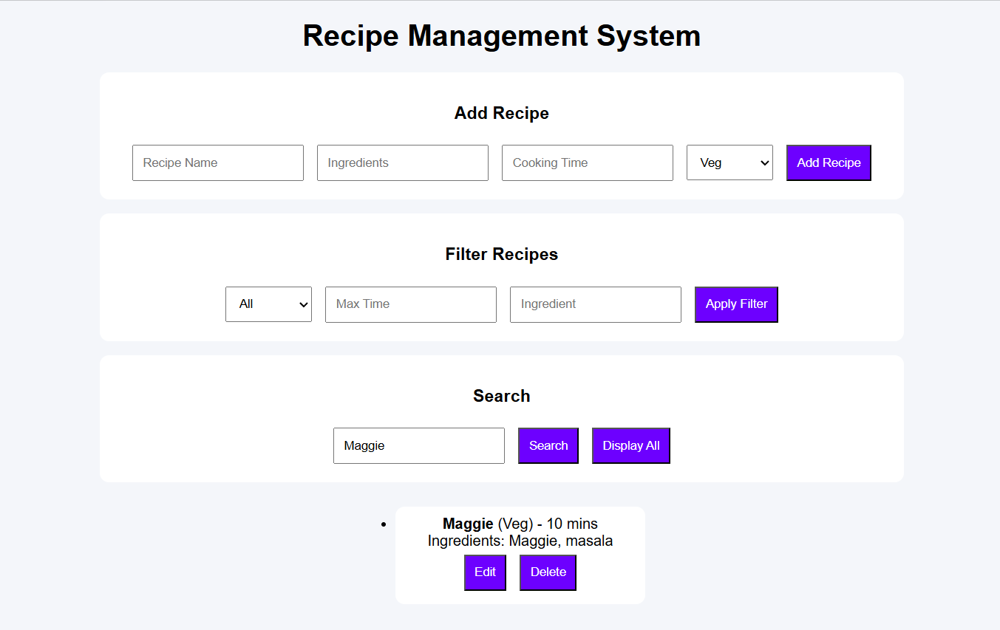 Recipe Management System
Add Recipe
Recipe Name Ingredients Cooking Time Veg Add Recipe
Filter Recipes
All Max Time Ingredient Apply Filter
Search
Maggie Search Display All
Maggie (Veg) - 10 mins
Ingredients: Maggie, masala
Edit Delete